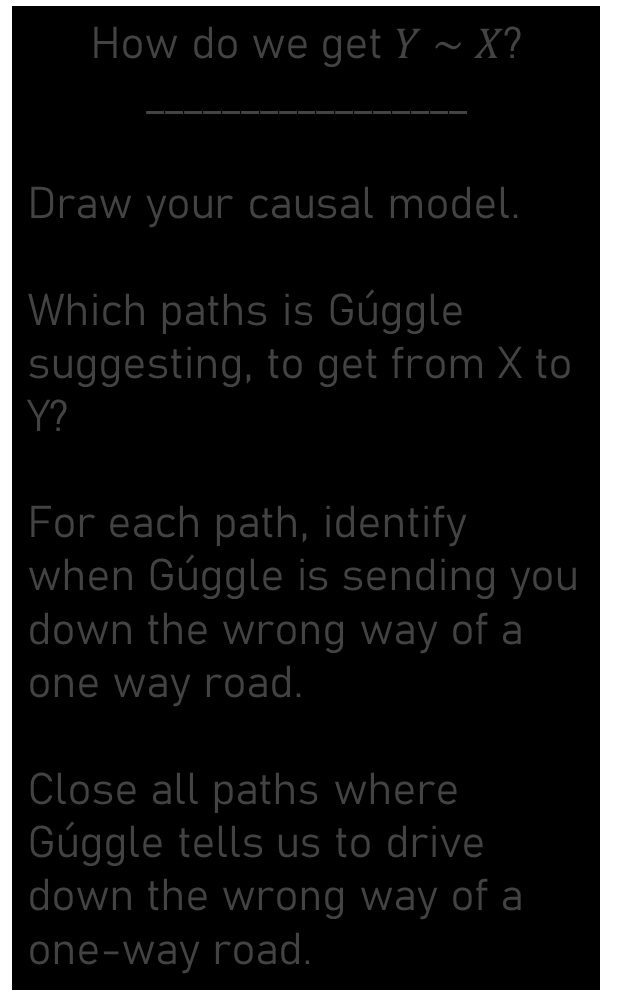 How do we get Y ~ X?
_________________
Draw your causal model.
Which paths is Gúggle
suggesting, to get from X to
Y?
For each path, identify
when Gúggle is sending you
down the wrong way of a
one way road.
Close all paths where
Gúggle tells us to drive
down the wrong way of a
one-way road.